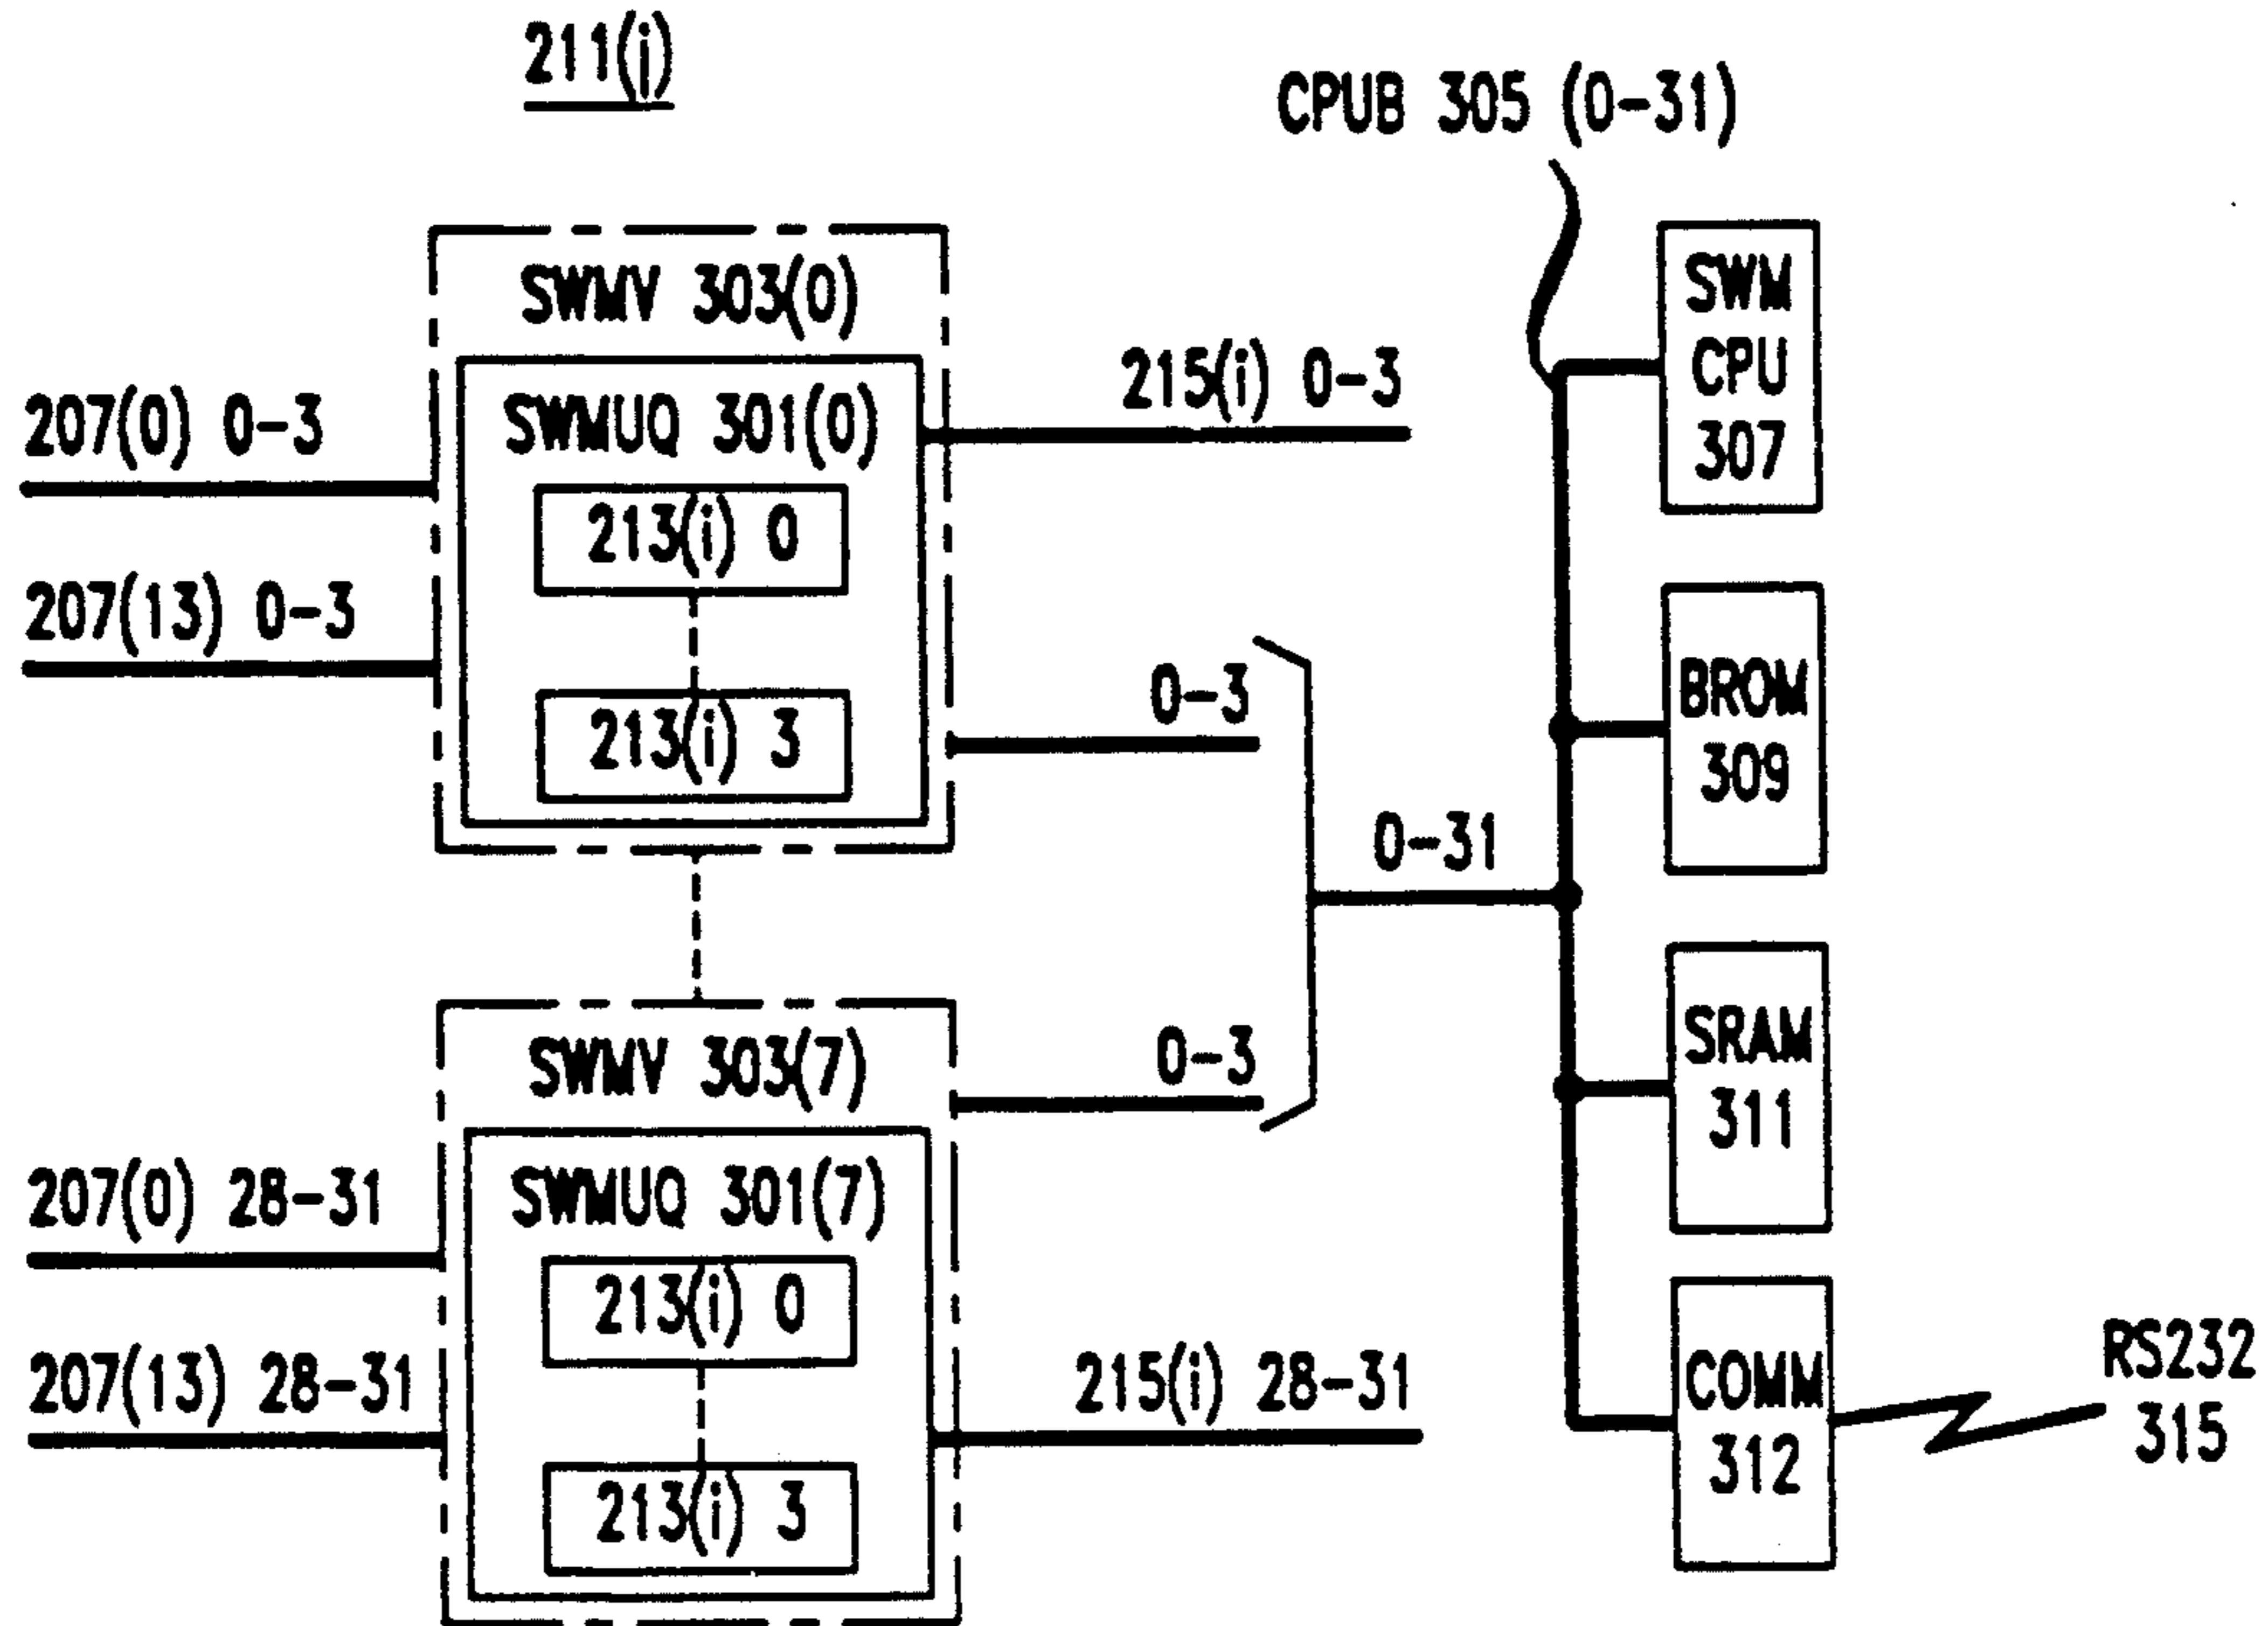 211(i)
CPUB 305 (0-31)
SWMV 303(0)
SWMUQ 301(0)
213(i) 0
213(i) 3
207(0) 0-3
207(13) 0-3
215(i) 0-3
0-3
0-31
0-3
SWMV 303(7)
SWMUQ 301(7)
213(i) 0
213(i) 3
207(0) 28-31
207(13) 28-31
215(i) 28-31
SWM
CPU
307
BROM
309
SRAM
311
COMM
312
RS232
315